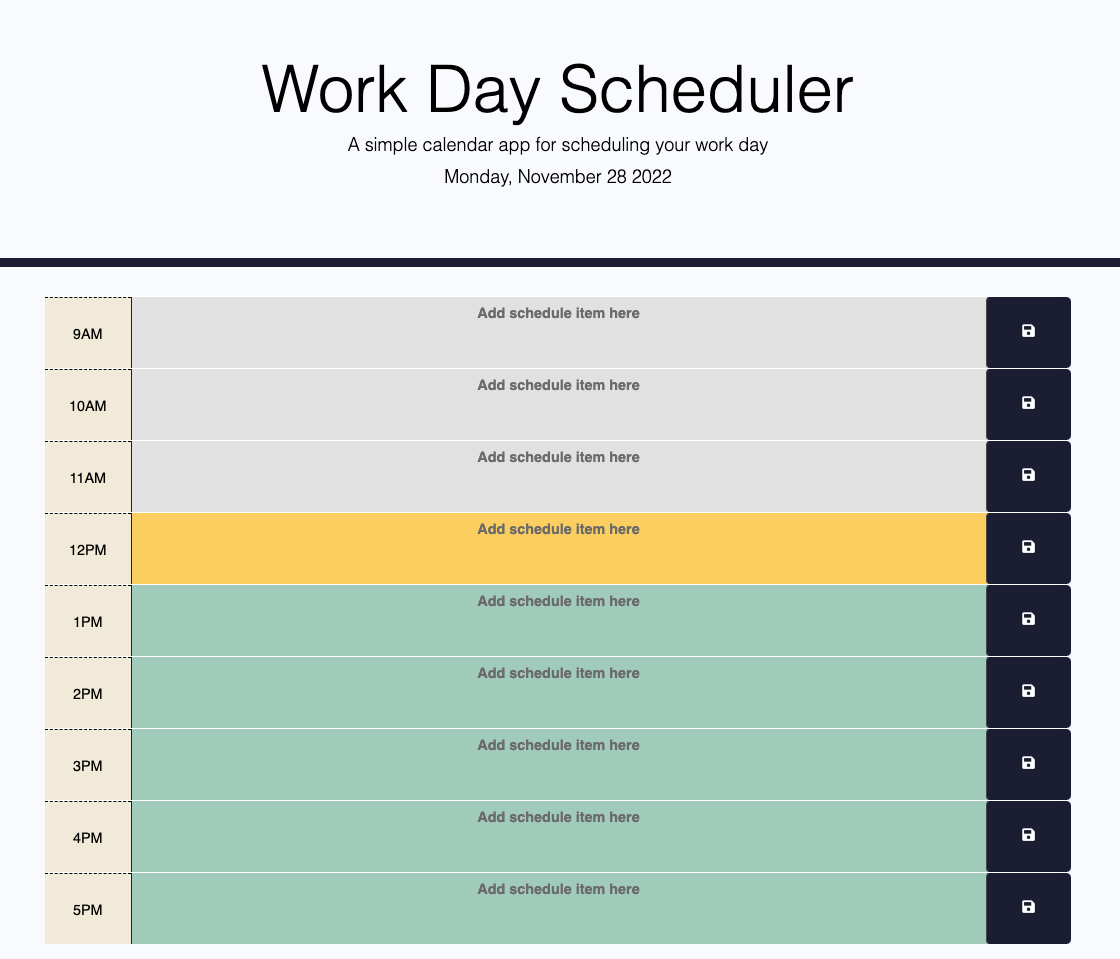 Work Day Scheduler
A simple calendar app for scheduling your work day
Monday, November 28 2022
9AM
Add schedule item here
10AM
Add schedule item here
11AM
Add schedule item here
12PM
Add schedule item here
1PM
Add schedule item here
2PM
Add schedule item here
3PM
Add schedule item here
4PM
Add schedule item here
5PM
Add schedule item here